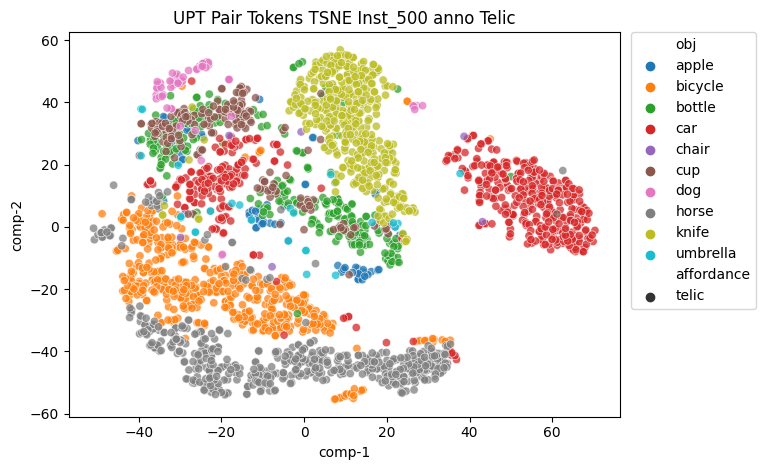 UPT Pair Tokens TSNE Inst_500 anno Telic
60
40
20
0
−20
−40
−60
comp-2
−40
−20
0
20
40
60
comp-1
obj
apple
bicycle
bottle
car
chair
cup
dog
horse
knife
umbrella
affordance
telic